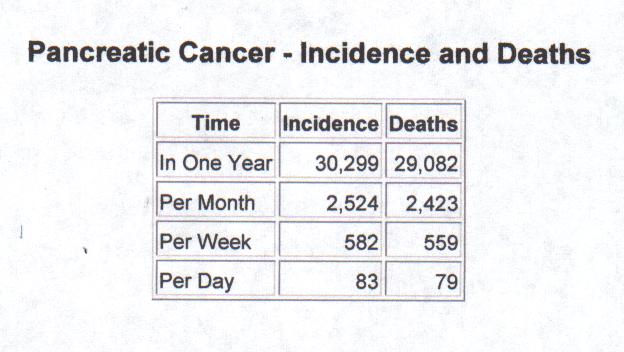 Pancreatic Cancer - Incidence and Deaths
Time Incidence Deaths
In One Year 30,299 29,082
Per Month 2,524 2,423
Per Week 582 559
Per Day 83 79